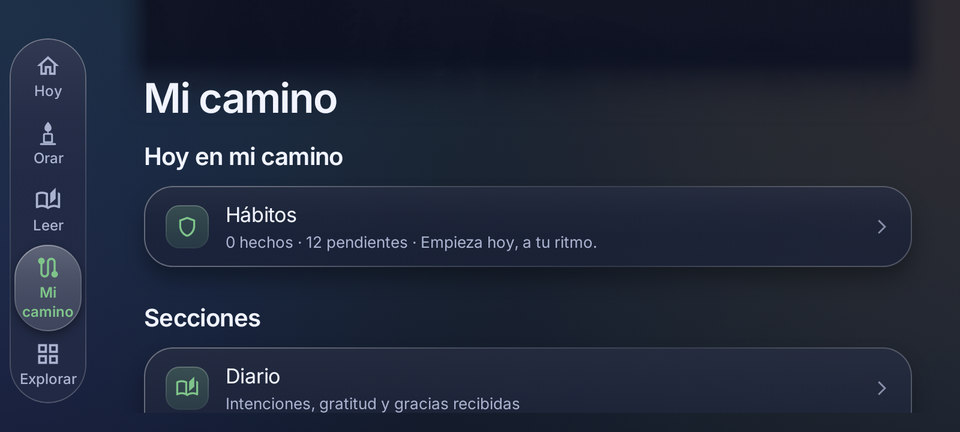 Hoy
Orar
Leer
Mi
camino
Explorar
Mi camino
Hoy en mi camino
Hábitos
0 hechos · 12 pendientes · Empieza hoy, a tu ritmo.
Secciones
Diario
Intenciones, gratitud y gracias recibidas